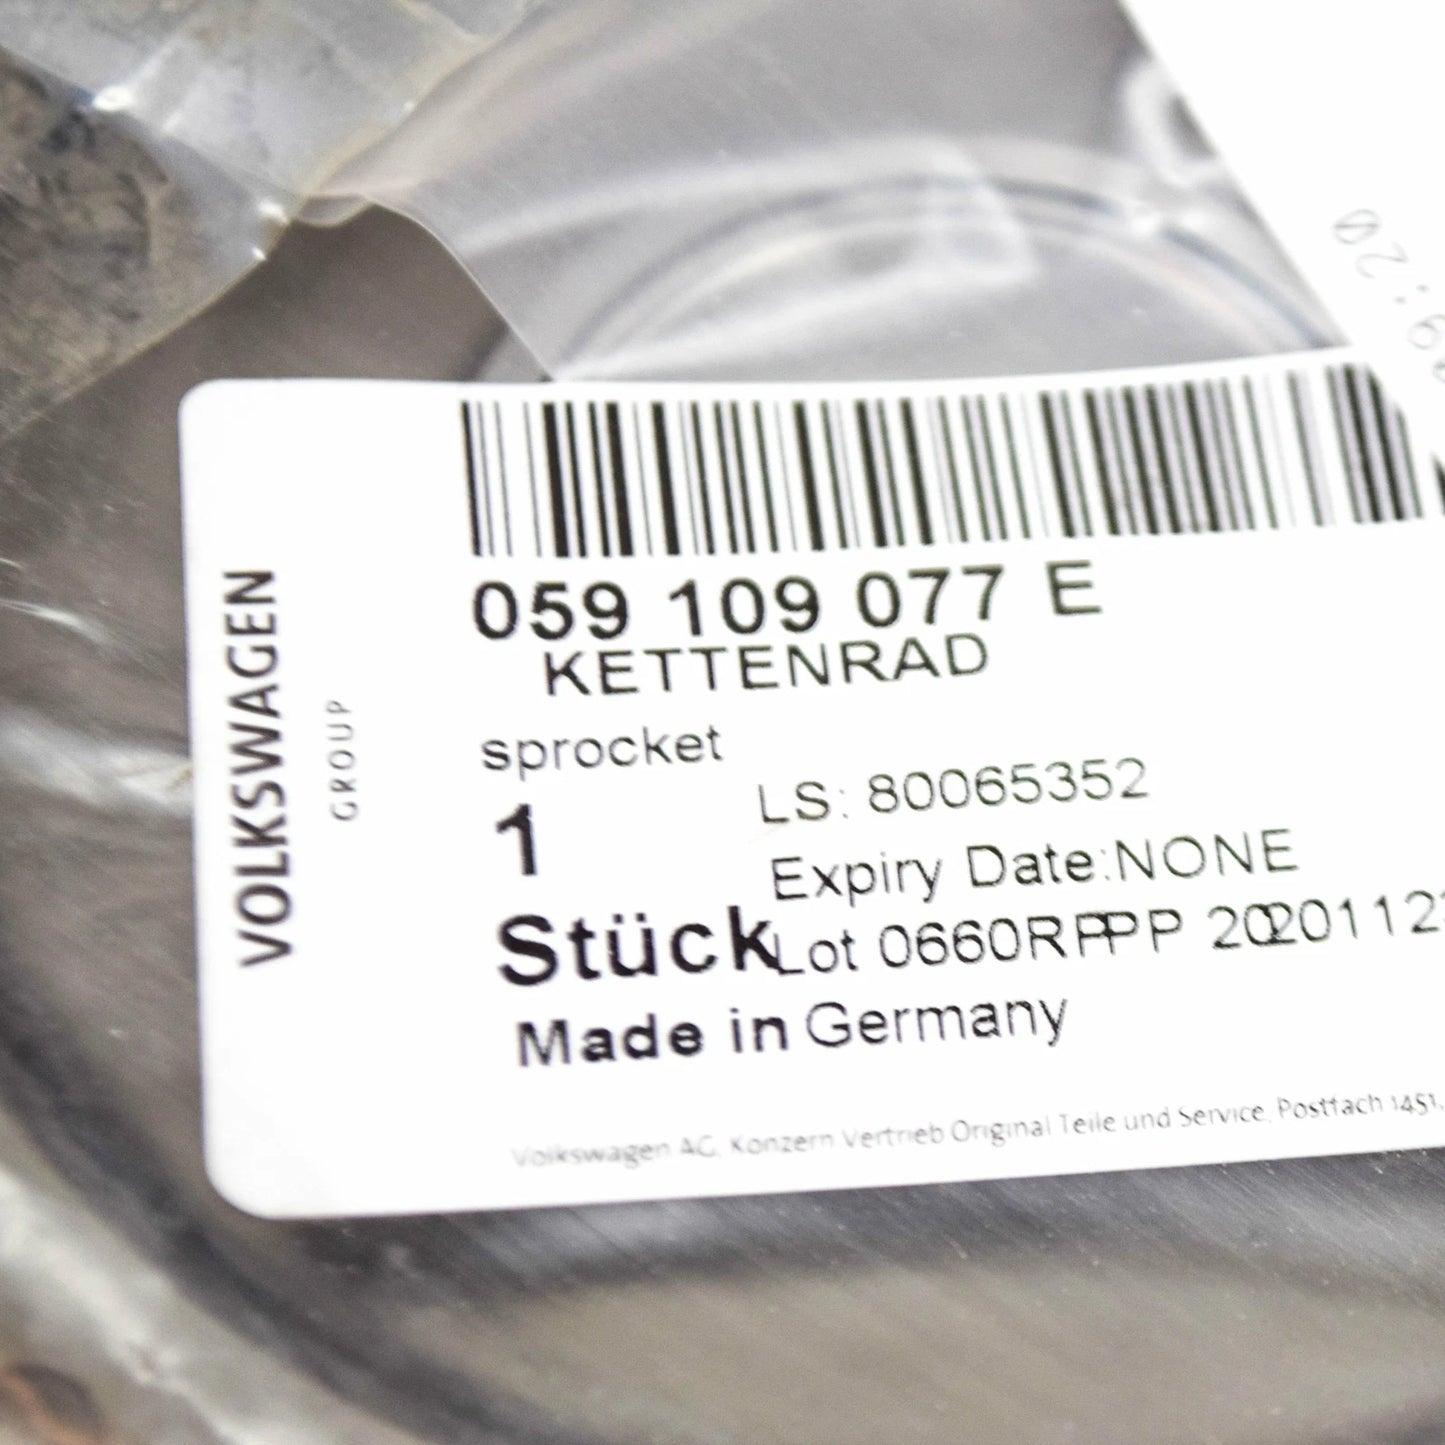 VOLKSWAGEN
GROUP
059 109 077 E
KETTENRAD
sprocket
1
LS: 80065352
Expiry Date:NONE
Stück
Lot 0660RPPP
Made in Germany
Volkswagen AG, Konzern Vertrieb Original Teile und Service, Postfach 1451,